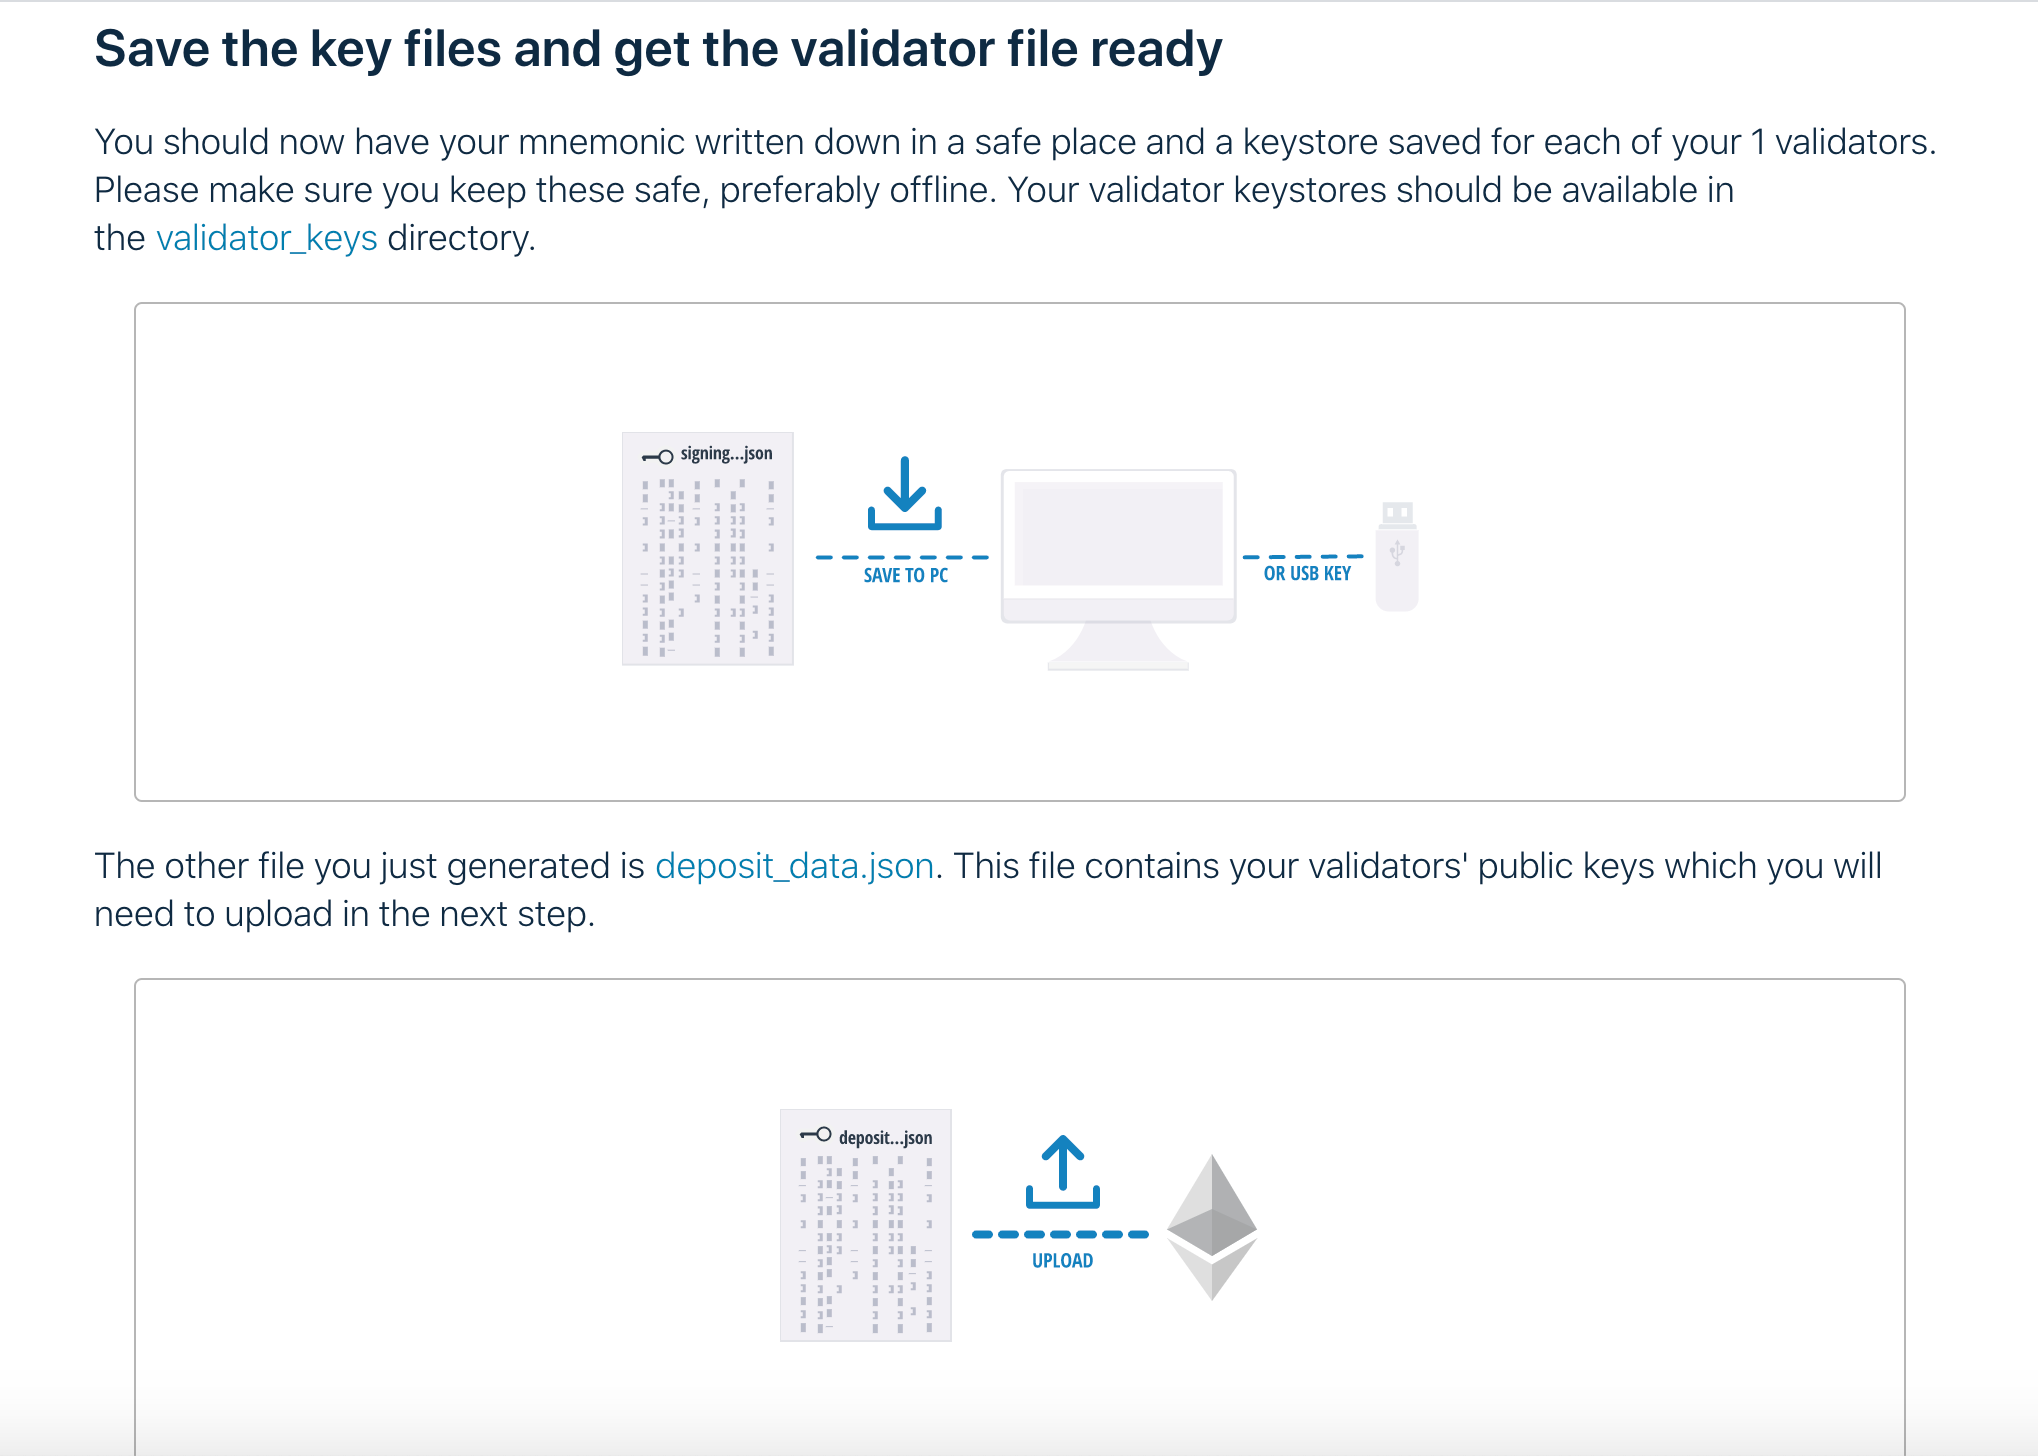 Save the key files and get the validator file ready
You should now have your mnemonic written down in a safe place and a keystore saved for each of your 1 validators.
Please make sure you keep these safe, preferably offline. Your validator keystores should be available in
the validator_keys directory.
signing...json
SAVE TO PC
OR USB KEY
The other file you just generated is deposit_data.json. This file contains your validators' public keys which you will
need to upload in the next step.
deposit...json
UPLOAD